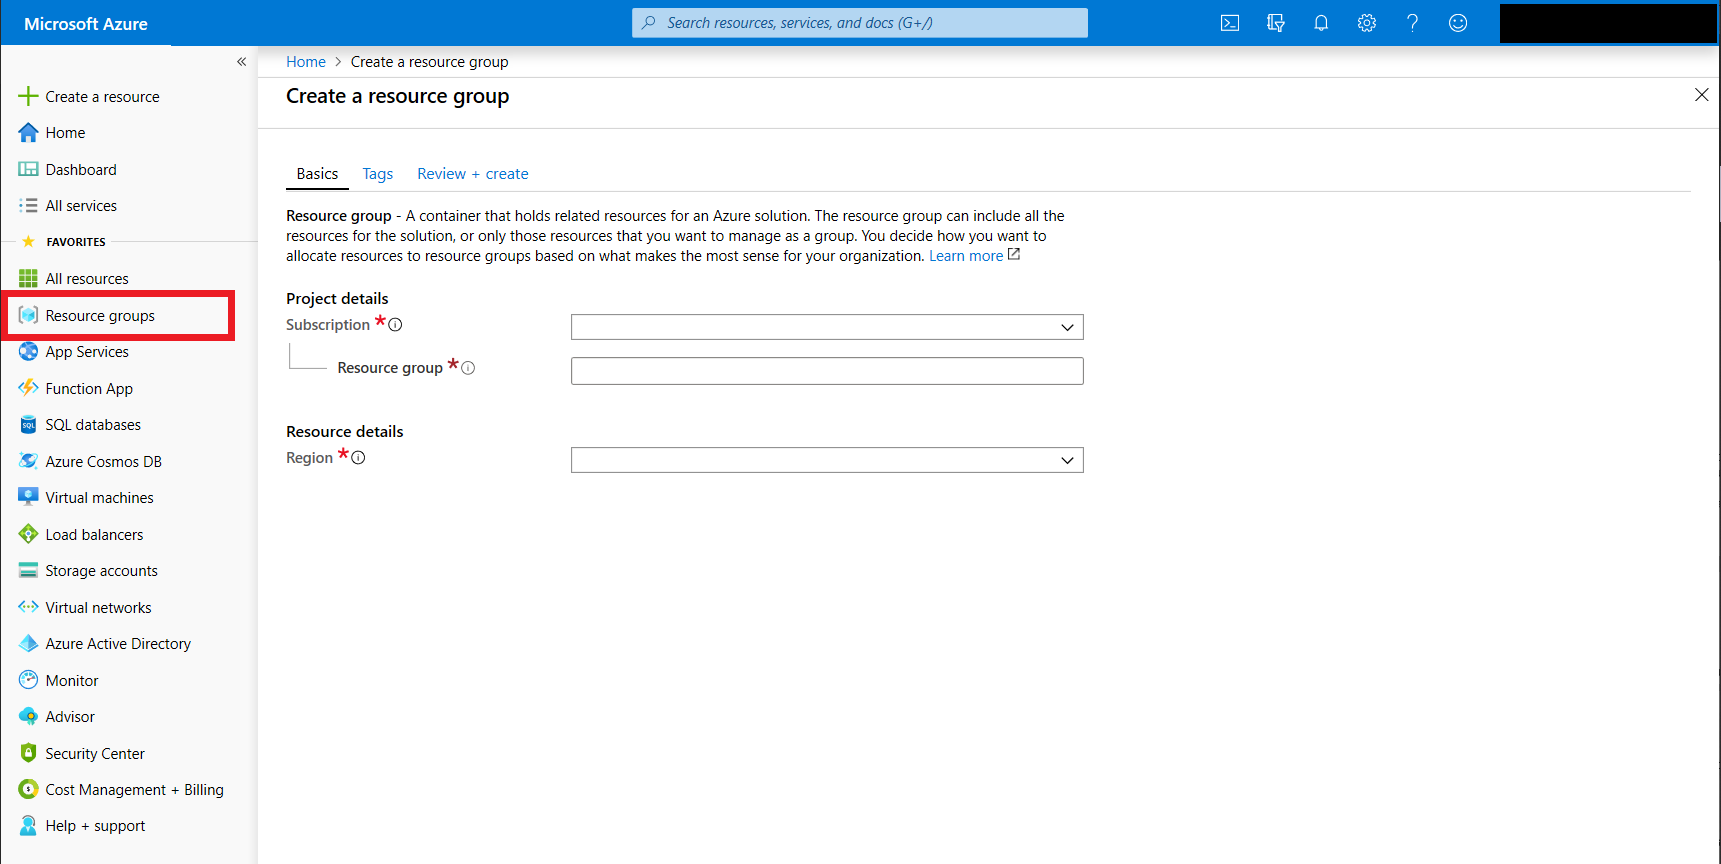 Microsoft Azure
Search resources, services, and docs (G+/)
Create a resource
Home
Dashboard
All services
FAVORITES
All resources
Resource groups
App Services
Function App
SQL databases
Azure Cosmos DB
Virtual machines
Load balancers
Storage accounts
Virtual networks
Azure Active Directory
Monitor
Advisor
Security Center
Cost Management + Billing
Help + support
Home > Create a resource group
Create a resource group
Basics Tags Review + create
Resource group - A container that holds related resources for an Azure solution. The resource group can include all the
resources for the solution, or only those resources that you want to manage as a group. You decide how you want to
allocate resources to resource groups based on what makes the most sense for your organization. Learn more
Project details
Subscription *
Resource group *
Resource details
Region *